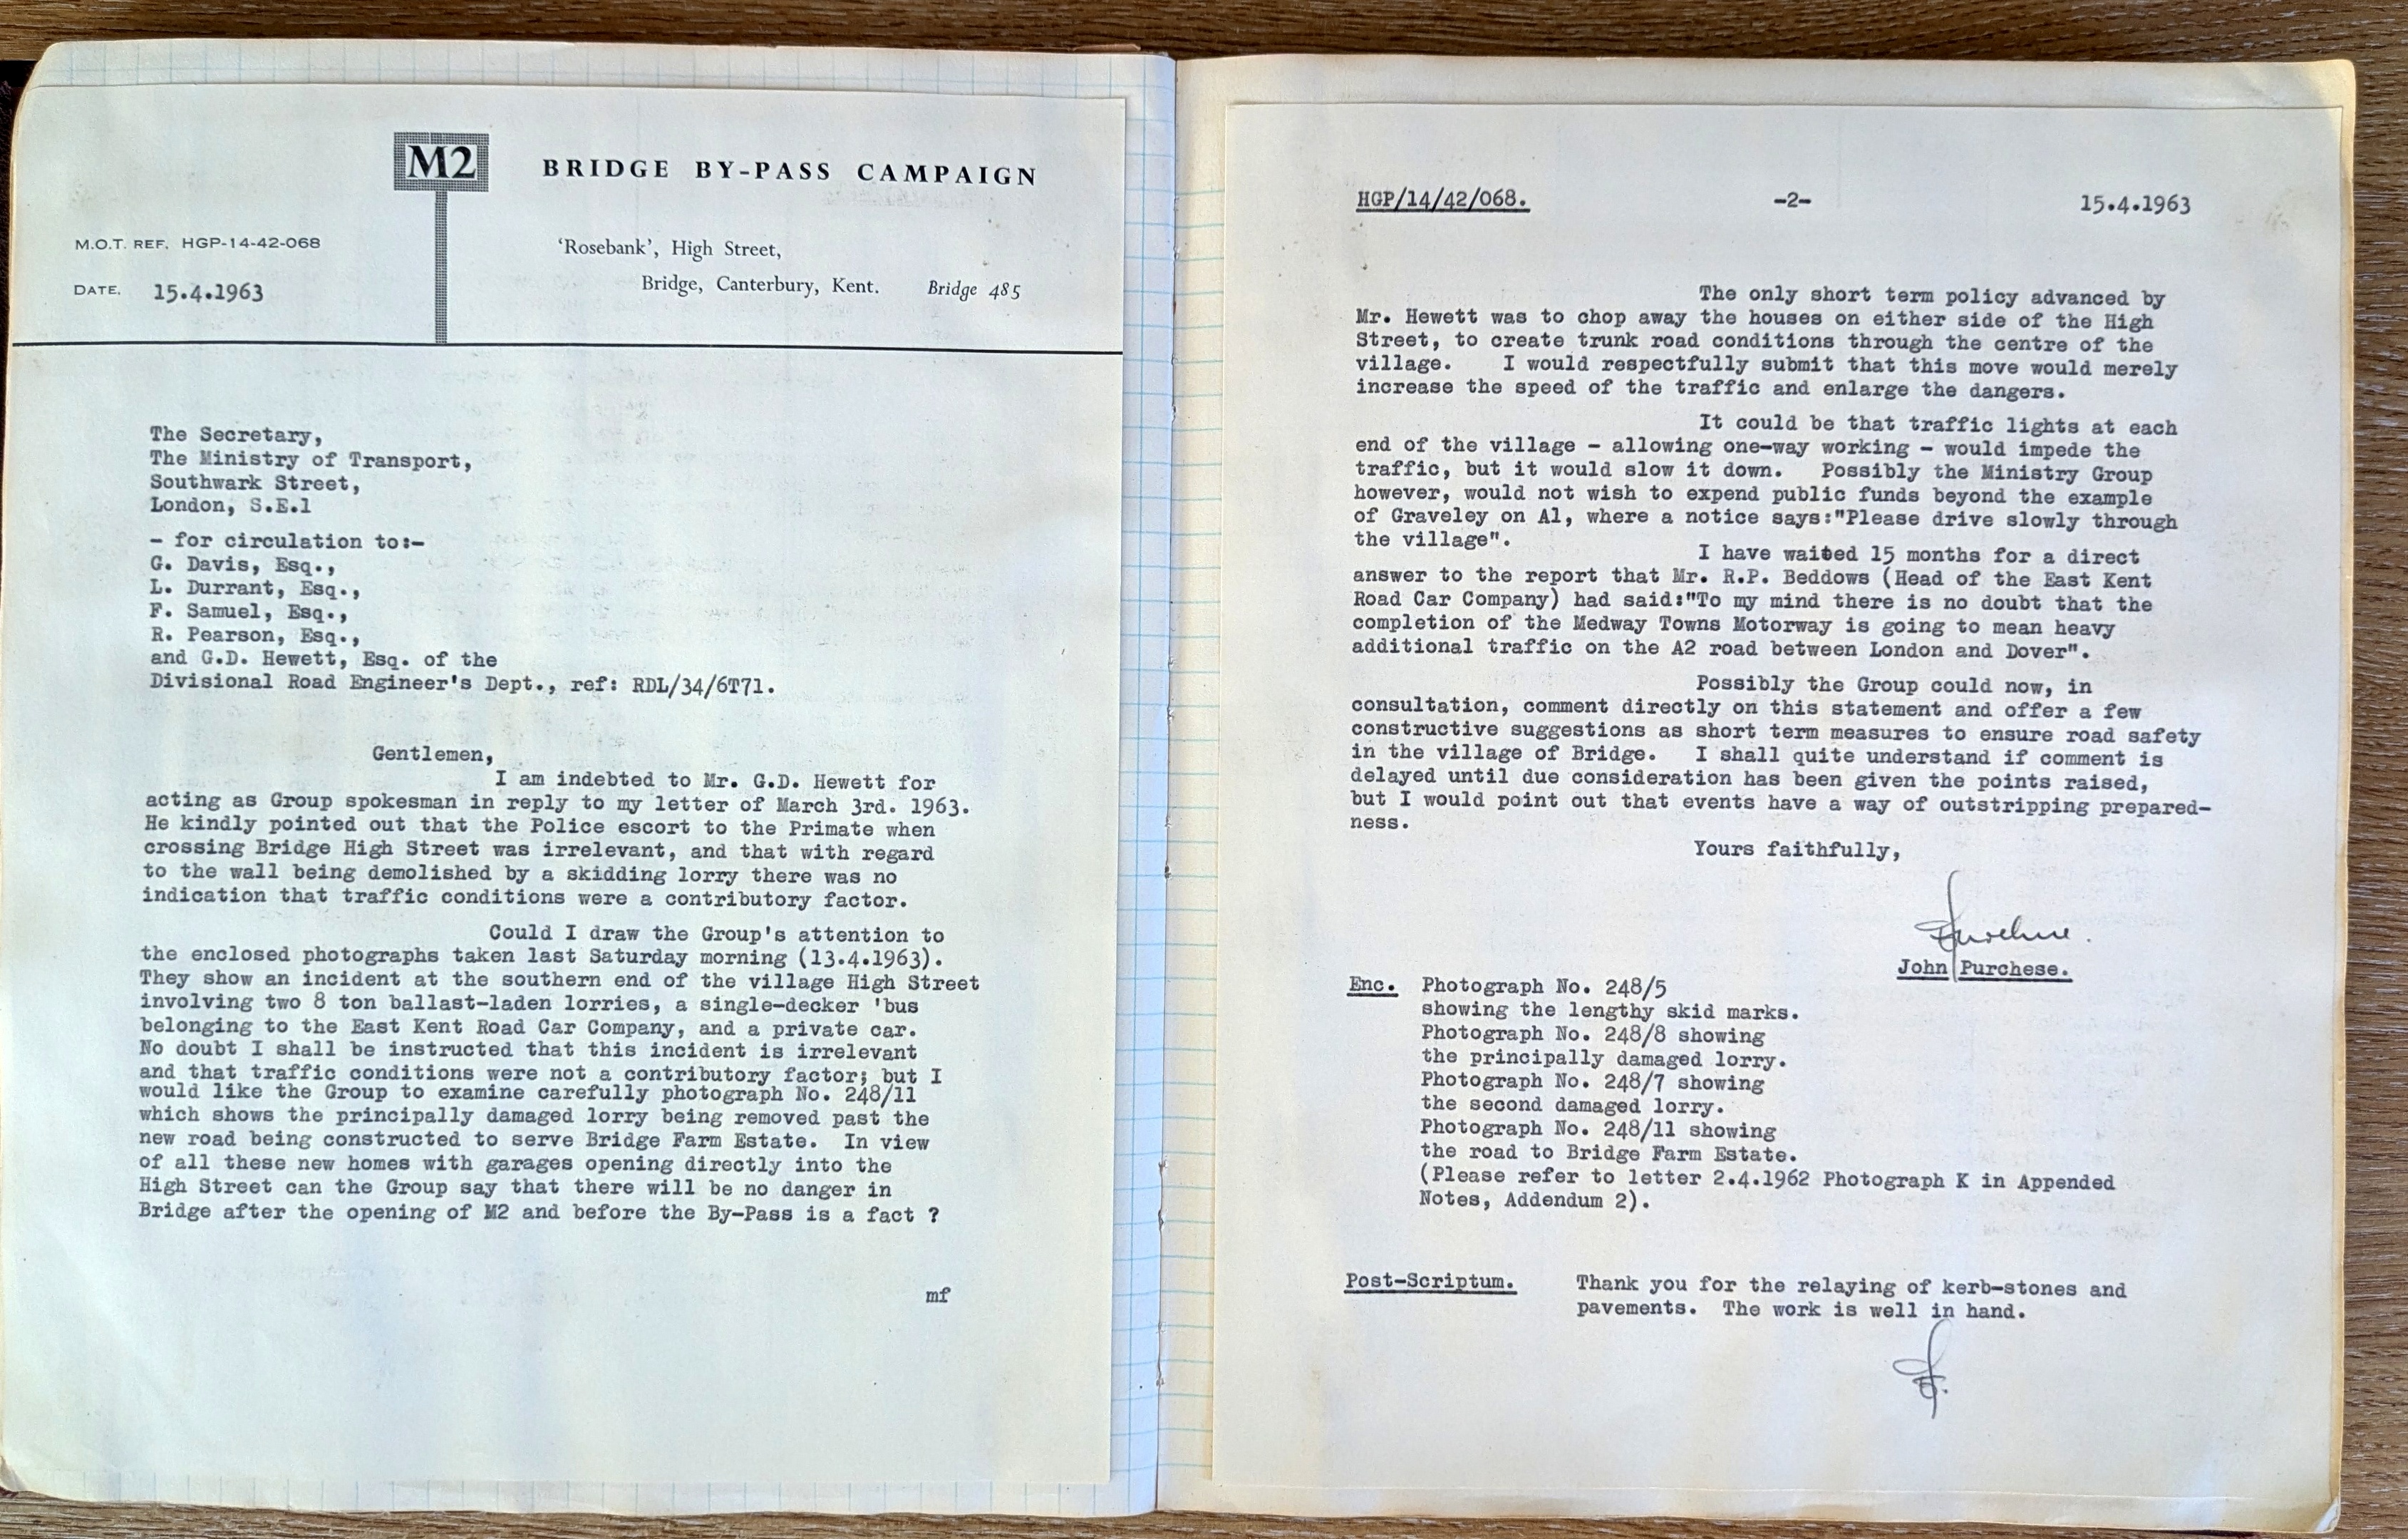 M2
BRIDGE BY-PASS CAMPAIGN
M.O.T. REF. HGP-14-42-068
DATE. 15.4.1963
'Rosebank', High Street,
Bridge, Canterbury, Kent. Bridge 485
The Secretary,
The Ministry of Transport,
Southwark Street,
London, S.E.1
- for circulation to:-
G. Davis, Esq.,
L. Durrant, Esq.,
F. Samuel, Esq.,
R. Pearson, Esq.,
and G.D. Hewett, Esq. of the
Divisional Road Engineer's Dept., ref: RDL/34/6T71.
Gentlemen,
I am indebted to Mr. G.D. Hewett for
acting as Group spokesman in reply to my letter of March 3rd. 1963.
He kindly pointed out that the Police escort to the Primate when
crossing Bridge High Street was irrelevant, and that with regard
to the wall being demolished by a skidding lorry there was no
indication that traffic conditions were a contributory factor.
Could I draw the Group's attention to
the enclosed photographs taken last Saturday morning (13.4.1963).
They show an incident at the southern end of the village High Street
involving two 8 ton ballast-laden lorries, a single-decker 'bus
belonging to the East Kent Road Car Company, and a private car.
No doubt I shall be instructed that this incident is irrelevant
and that traffic conditions were not a contributory factor; but I
would like the Group to examine carefully photograph No. 248/11
which shows the principally damaged lorry being removed past the
new road being constructed to serve Bridge Farm Estate. In view
of all these new homes with garages opening directly into the
High Street can the Group say that there will be no danger in
Bridge after the opening of M2 and before the By-Pass is a fact ?
mf
HGP/14/42/068. -2- 15.4.1963
The only short term policy advanced by
Mr. Hewett was to chop away the houses on either side of the High
Street, to create trunk road conditions through the centre of the
village. I would respectfully submit that this move would merely
increase the speed of the traffic and enlarge the dangers.
It could be that traffic lights at each
end of the village - allowing one-way working - would impede the
traffic, but it would slow it down. Possibly the Ministry Group
however, would not wish to expend public funds beyond the example
of Graveley on A1, where a notice says:"Please drive slowly through
the village".
I have waited 15 months for a direct
answer to the report that Mr. R.P. Beddows (Head of the East Kent
Road Car Company) had said:"To my mind there is no doubt that the
completion of the Medway Towns Motorway is going to mean heavy
additional traffic on the A2 road between London and Dover".
Possibly the Group could now, in
consultation, comment directly on this statement and offer a few
constructive suggestions as short term measures to ensure road safety
in the village of Bridge. I shall quite understand if comment is
delayed until due consideration has been given the points raised,
but I would point out that events have a way of outstripping prepared-
ness.
Yours faithfully,
John Purchese.
Enc. Photograph No. 248/5
showing the lengthy skid marks.
Photograph No. 248/8 showing
the principally damaged lorry.
Photograph No. 248/7 showing
the second damaged lorry.
Photograph No. 248/11 showing
the road to Bridge Farm Estate.
(Please refer to letter 2.4.1962 Photograph K in Appended
Notes, Addendum 2).
Post-Scriptum. Thank you for the relaying of kerb-stones and
pavements. The work is well in hand.